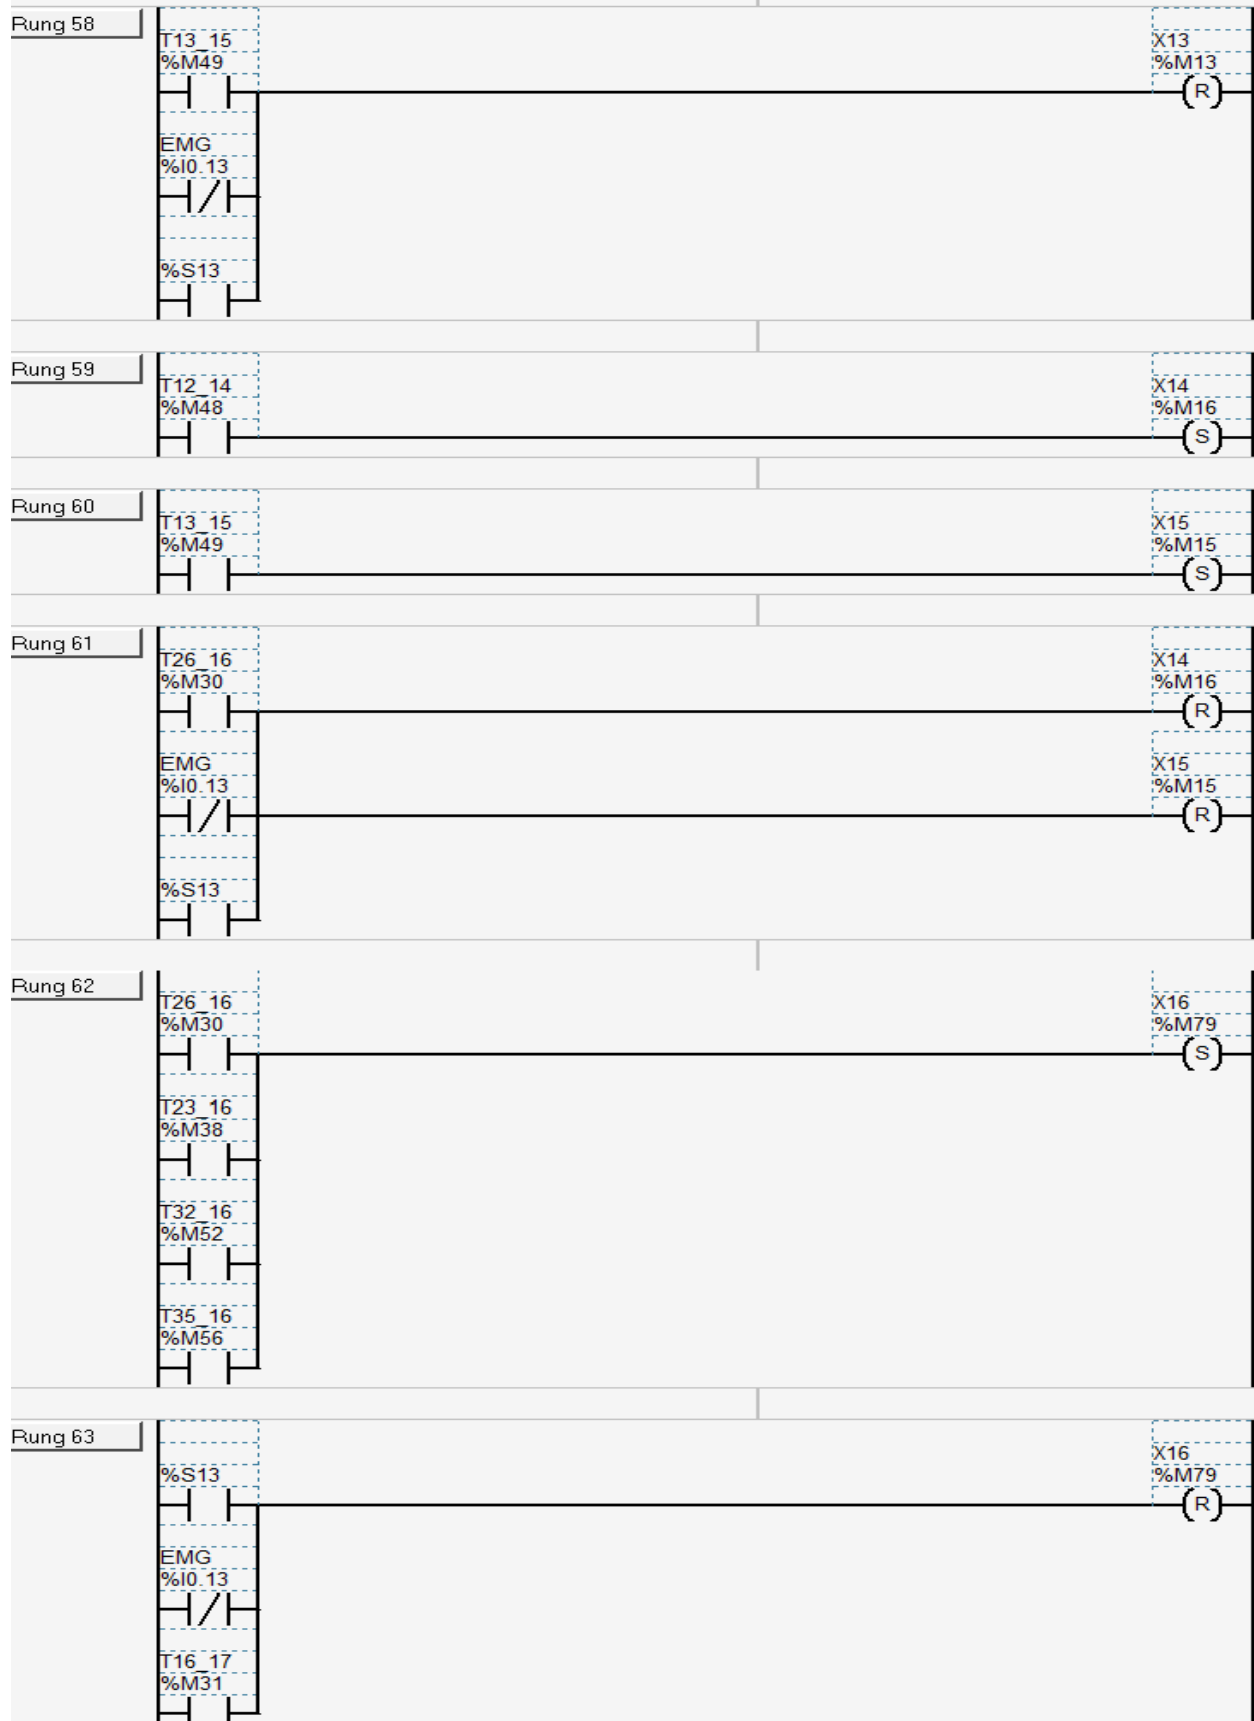 Rung 58
T13_15
%M49
X13
%M13
R
EMG
%I0.13
%S13
Rung 59
T12_14
%M48
X14
%M16
S
Rung 60
T13_15
%M49
X15
%M15
S
Rung 61
T26_16
%M30
X14
%M16
R
EMG
%I0.13
X15
%M15
R
%S13
Rung 62
T26_16
%M30
X16
%M79
S
T23_16
%M38
T32_16
%M52
T35_16
%M56
Rung 63
%S13
X16
%M79
R
EMG
%I0.13
T16_17
%M31